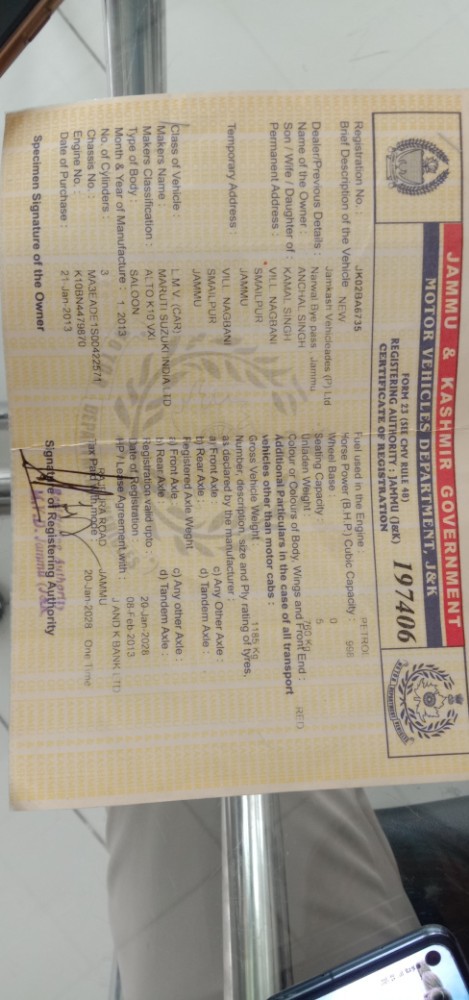 JAMMU & KASHMIR GOVERNMENT
MOTOR VEHICLES DEPARTMENT, J&K
FORM 23 (SEE CMV RULE 48)
REGISTERING AUTHORITY : JAMMU (J&K)
CERTIFICATE OF REGISTRATION
197406
Registration No. : JK02BA6735
Brief Description of the Vehicle NEW
Jamkash Vehicleades (P) Ltd
Dealer/Previous Details : Narwal Bye pass Jammu
Name of the Owner : ANCHAL SINGH
Son / Wife / Daughter of : KAMAL SINGH
Permanent Address : VILL NAGBANI
SMAILPUR
JAMMU
Temporary Address : VILL NAGBANI
SMAILPUR
JAMMU
Class of Vehicle : L.M.V. (CAR)
Makers Name : MARUTI SUZUKI INDIA LTD
Makers Classification : ALTO K10 VXI
Type of Body : SALOON
Month & Year of Manufacture : 1 2013
No. of Cylinders : 3
Chassis No. : MA3EADE1S00422571
Engine No. : K10BN4479870
Date of Purchase : 21-Jan-2013
Specimen Signature of the Owner
Fuel used in the Engine : PETROL
Horse Power (B.H.P.) Cubic Capacity : 998
Wheel Base : 0
Seating Capacity 5
Unladen Weight : Kg
Colour or Colours of Body, Wings and Front End : RED
Additional Particulars in the case of all transport
vehicles other than motor cabs :
Gross Vehicle Weight : 1185 Kg
Number description, size and Ply rating of tyres,
as declared by the manufacturer :
a) Front Axle : c) Any Other Axle :
b) Rear Axle : d) Tandem Axle :
Registered Axle Weight
a) Front Axle : c) Any other Axle :
b) Rear Axle : d) Tandem Axle :
Registration valid upto : 20-Jan-2028
Date of Registration : 08-Feb-2013
HP/ Lease Agreement with : J AND K BANK LTD
ROAD JAMMU
Tax Paid 20-Jan-2028 One Time
Signature of Registering Authority